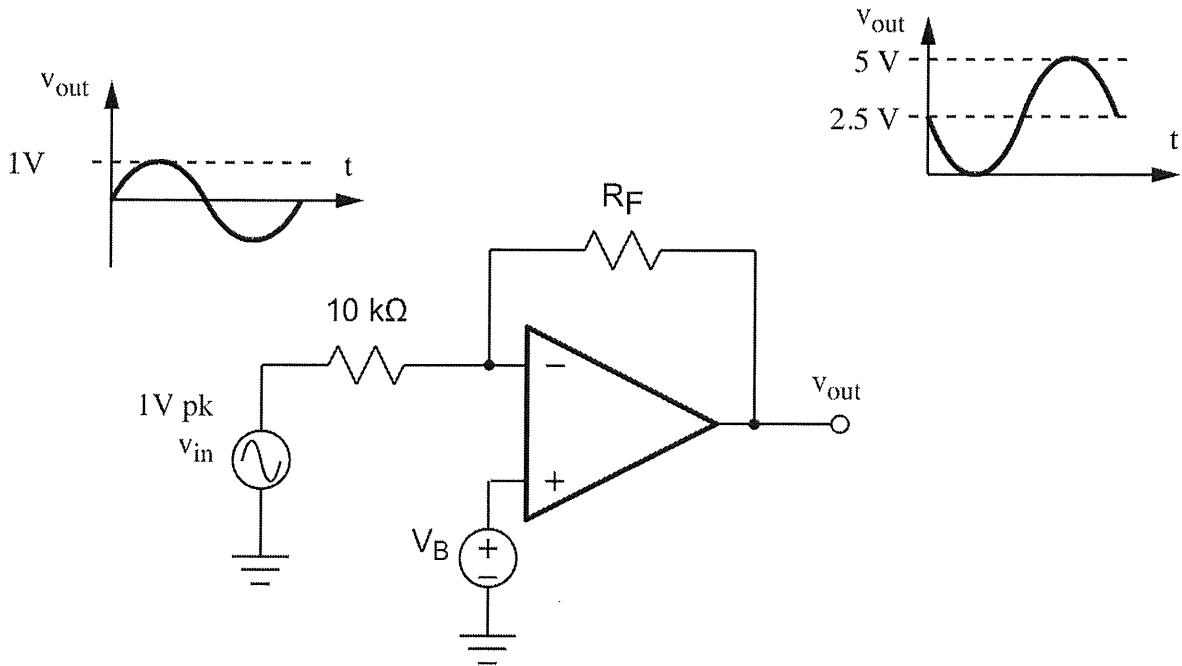 v_out
5 V
2.5 V
t
v_out
1V
t
R_F
10 kΩ
−
v_out
1V pk
v_in
+
V_B
+
−